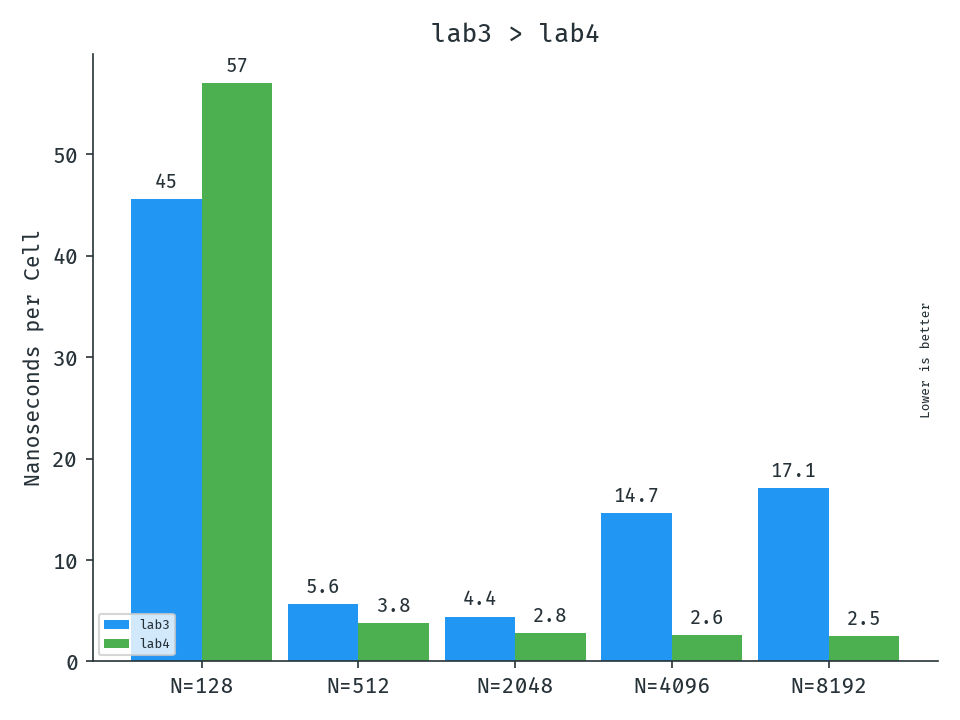 lab3 > lab4
57
45
50
40
30
20
10
0
Nanoseconds per Cell
5.6
3.8
4.4
2.8
14.7
2.6
17.1
2.5
Lower is better
lab3
lab4
N=128
N=512
N=2048
N=4096
N=8192